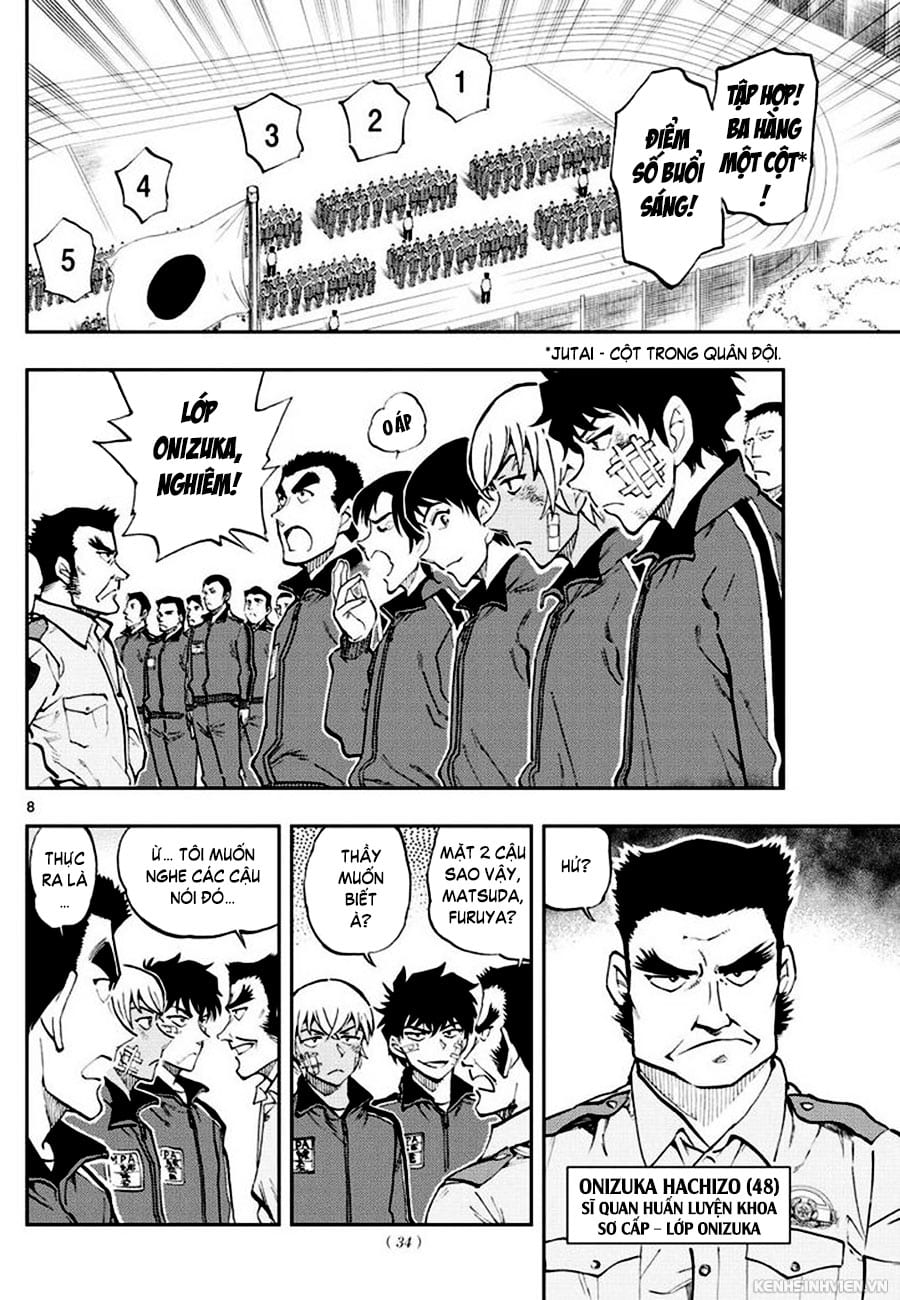 TẬP HỢP!
BA HÀNG
MỘT CỘT*
!
ĐIỂM
SỐ BUỔI
SÁNG!
1
2
3
4
5
*JUTAI - CỘT TRONG QUÂN ĐỘI.
OÁP
LỚP
ONIZUKA,
NGHIÊM!
8
HỨ?
ONIZUKA HACHIZO (48)
SĨ QUAN HUẤN LUYỆN KHOA
SƠ CẤP – LỚP ONIZUKA
MẶT 2 CẬU
SAO VẬY,
MATSUDA,
FURUYA?
THẦY
MUỐN
BIẾT
À?
Ừ... TÔI MUỐN
NGHE CÁC CẬU
NÓI ĐÓ...
THỰC
RA LÀ
...
( 34 )
KENHSINHVIEN.VN